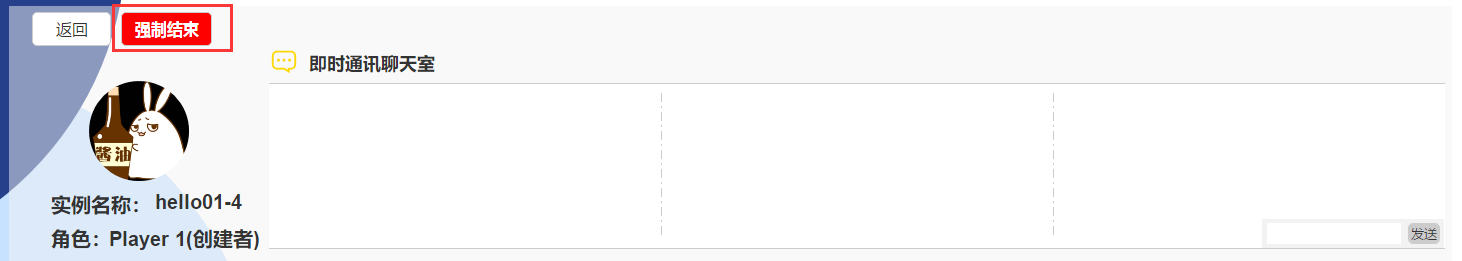 返回 强制结束
即时通讯聊天室
酱油
实例名称： hello01-4
角色：Player 1(创建者)
发送